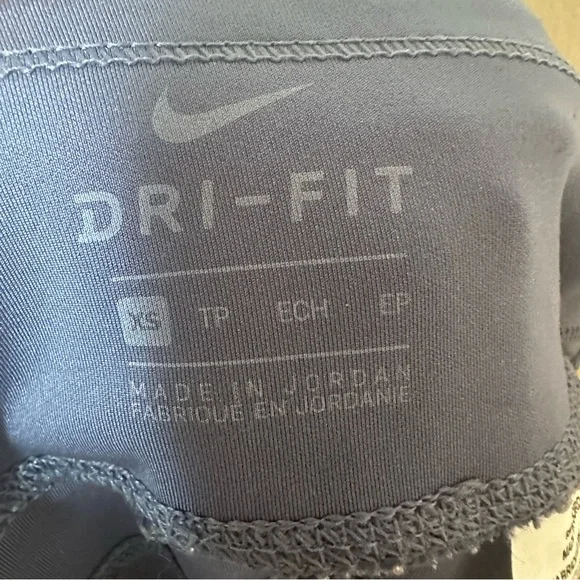 DRI-FIT
XS TP ECH EP
MADE IN JORDAN
FABRIQUE EN JORDANIE